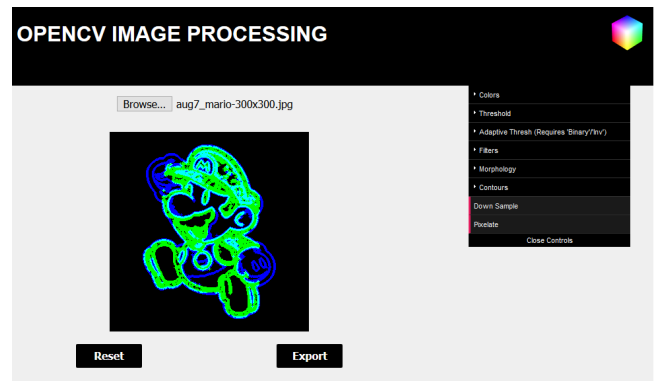 OPENCV IMAGE PROCESSING
Browse... aug7_mario-300x300.jpg
Colors
Threshold
Adaptive Thresh (Requires 'Binary'/'Inv')
Filters
Morphology
Contours
Down Sample
Pixelate
Close Controls
Reset
Export